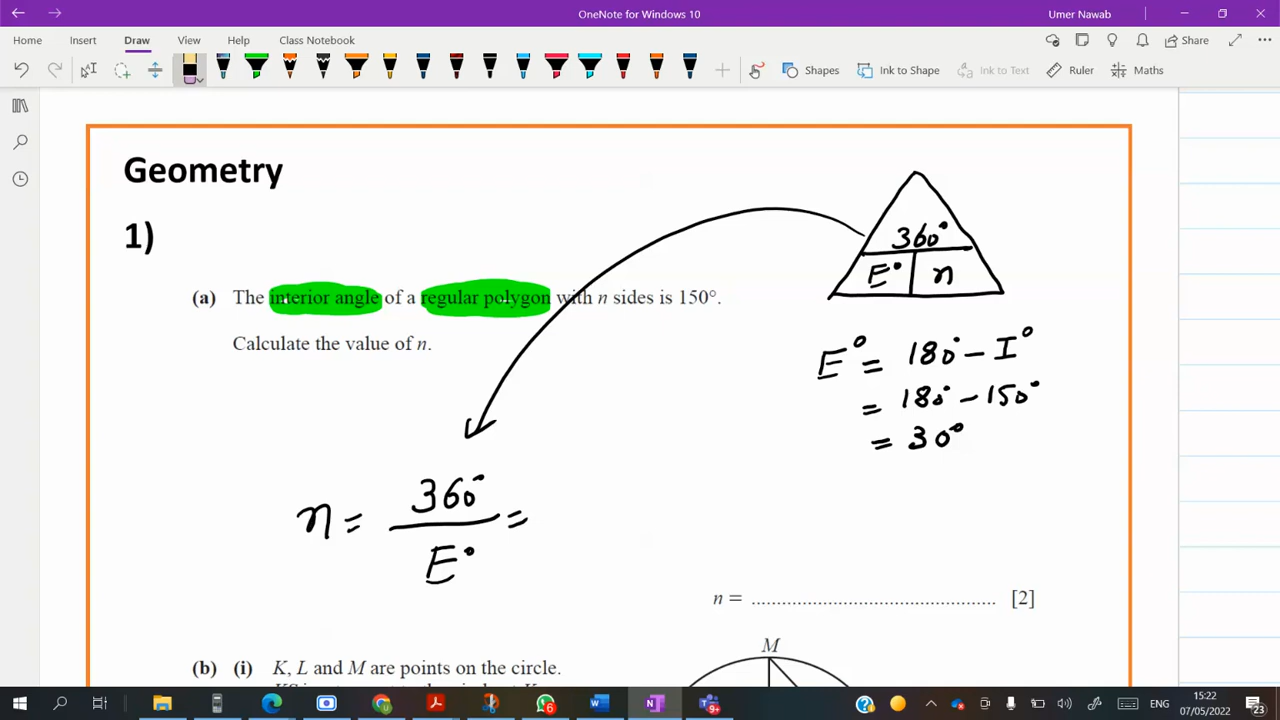 OneNote for Windows 10
Umer Nawab
Home Insert Draw View Help Class Notebook
Share
Shapes Ink to Shape Ink to Text Ruler Maths
Geometry
1)
360°
E° n
(a) The interior angle of a regular polygon with n sides is 150°.
Calculate the value of n.
E° = 180° - I°
= 180° - 150°
= 30°
n = 360° / E° =
n = ................................................ [2]
M
(b) (i) K, L and M are points on the circle.
6
9+
ENG
15:22
07/05/2022
23